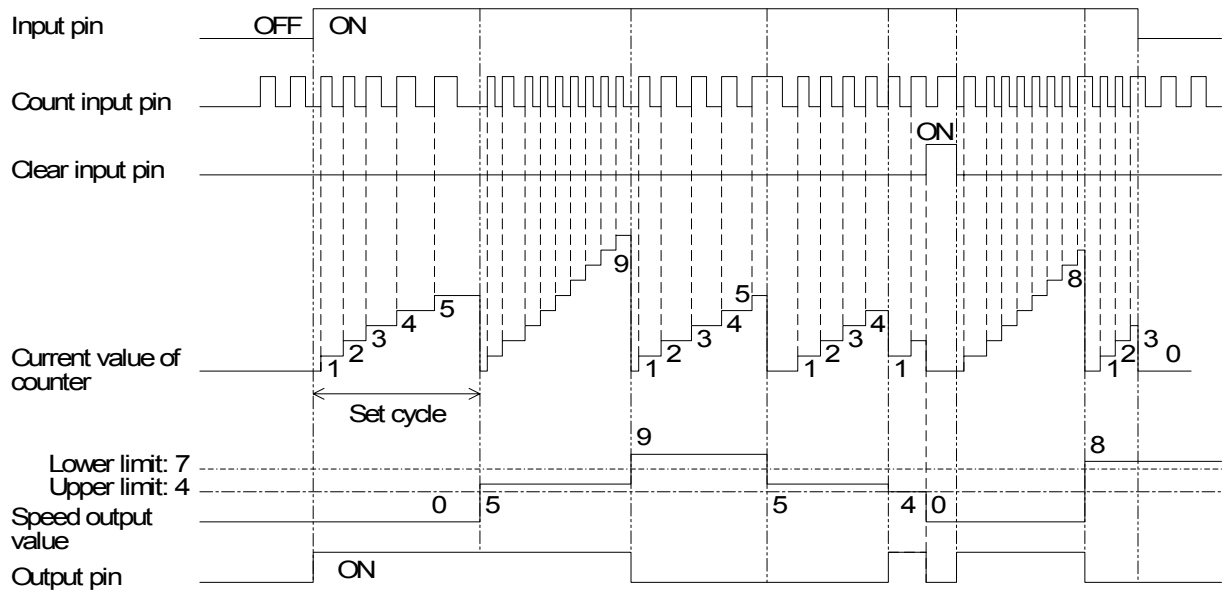 Input pin OFF ON
Count input pin
ON
Clear input pin
1 2 3 4 5 9 1 2 3 4 5 1 2 3 4 1 8 1 2 3 0
Current value of
counter
Set cycle
9 8
Lower limit: 7
Upper limit: 4
0 5 5 4 0
Speed output
value
Output pin ON